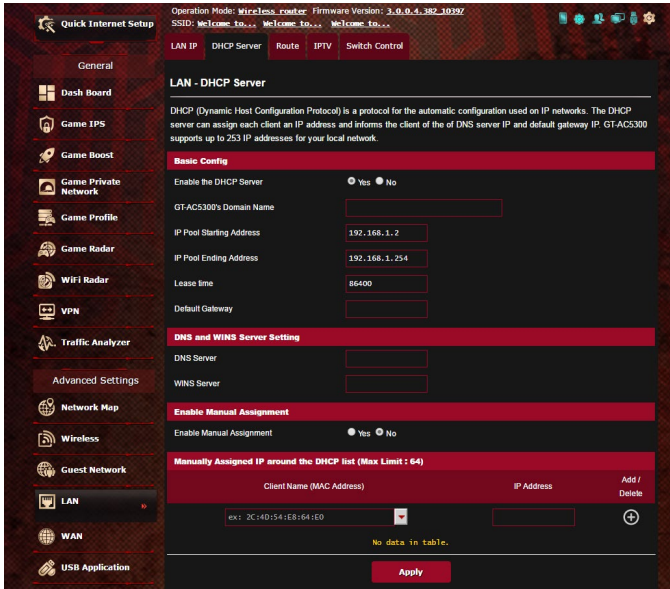 Quick Internet Setup
Operation Mode: Wireless router Firmware Version: 3.0.0.4.382_10397
SSID: Welcome to... Welcome to... Welcome to...
LAN IP DHCP Server Route IPTV Switch Control
General
Dash Board
Game IPS
Game Boost
Game Private
Network
Game Profile
Game Radar
WiFi Radar
VPN
Traffic Analyzer
Advanced Settings
Network Map
Wireless
Guest Network
LAN
WAN
USB Application
LAN - DHCP Server
DHCP (Dynamic Host Configuration Protocol) is a protocol for the automatic configuration used on IP networks. The DHCP
server can assign each client an IP address and informs the client of the of DNS server IP and default gateway IP. GT-AC5300
supports up to 253 IP addresses for your local network.
Basic Config
Enable the DHCP Server Yes No
GT-AC5300's Domain Name
IP Pool Starting Address 192.168.1.2
IP Pool Ending Address 192.168.1.254
Lease time 86400
Default Gateway
DNS and WINS Server Setting
DNS Server
WINS Server
Enable Manual Assignment
Enable Manual Assignment Yes No
Manually Assigned IP around the DHCP list (Max Limit : 64)
Client Name (MAC Address) IP Address Add /
Delete
ex: 2C:4D:54:E8:64:E0
No data in table.
Apply